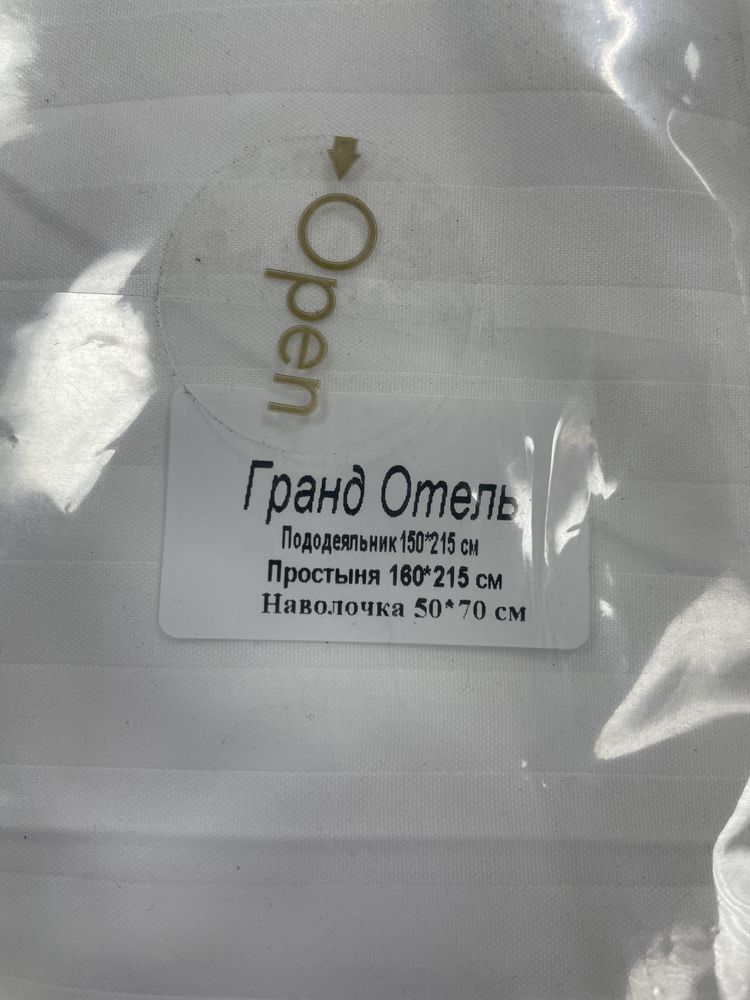 Open
Гранд Отель
Пододеяльник 150*215 см
Простыня 160*215 см
Наволочка 50*70 см